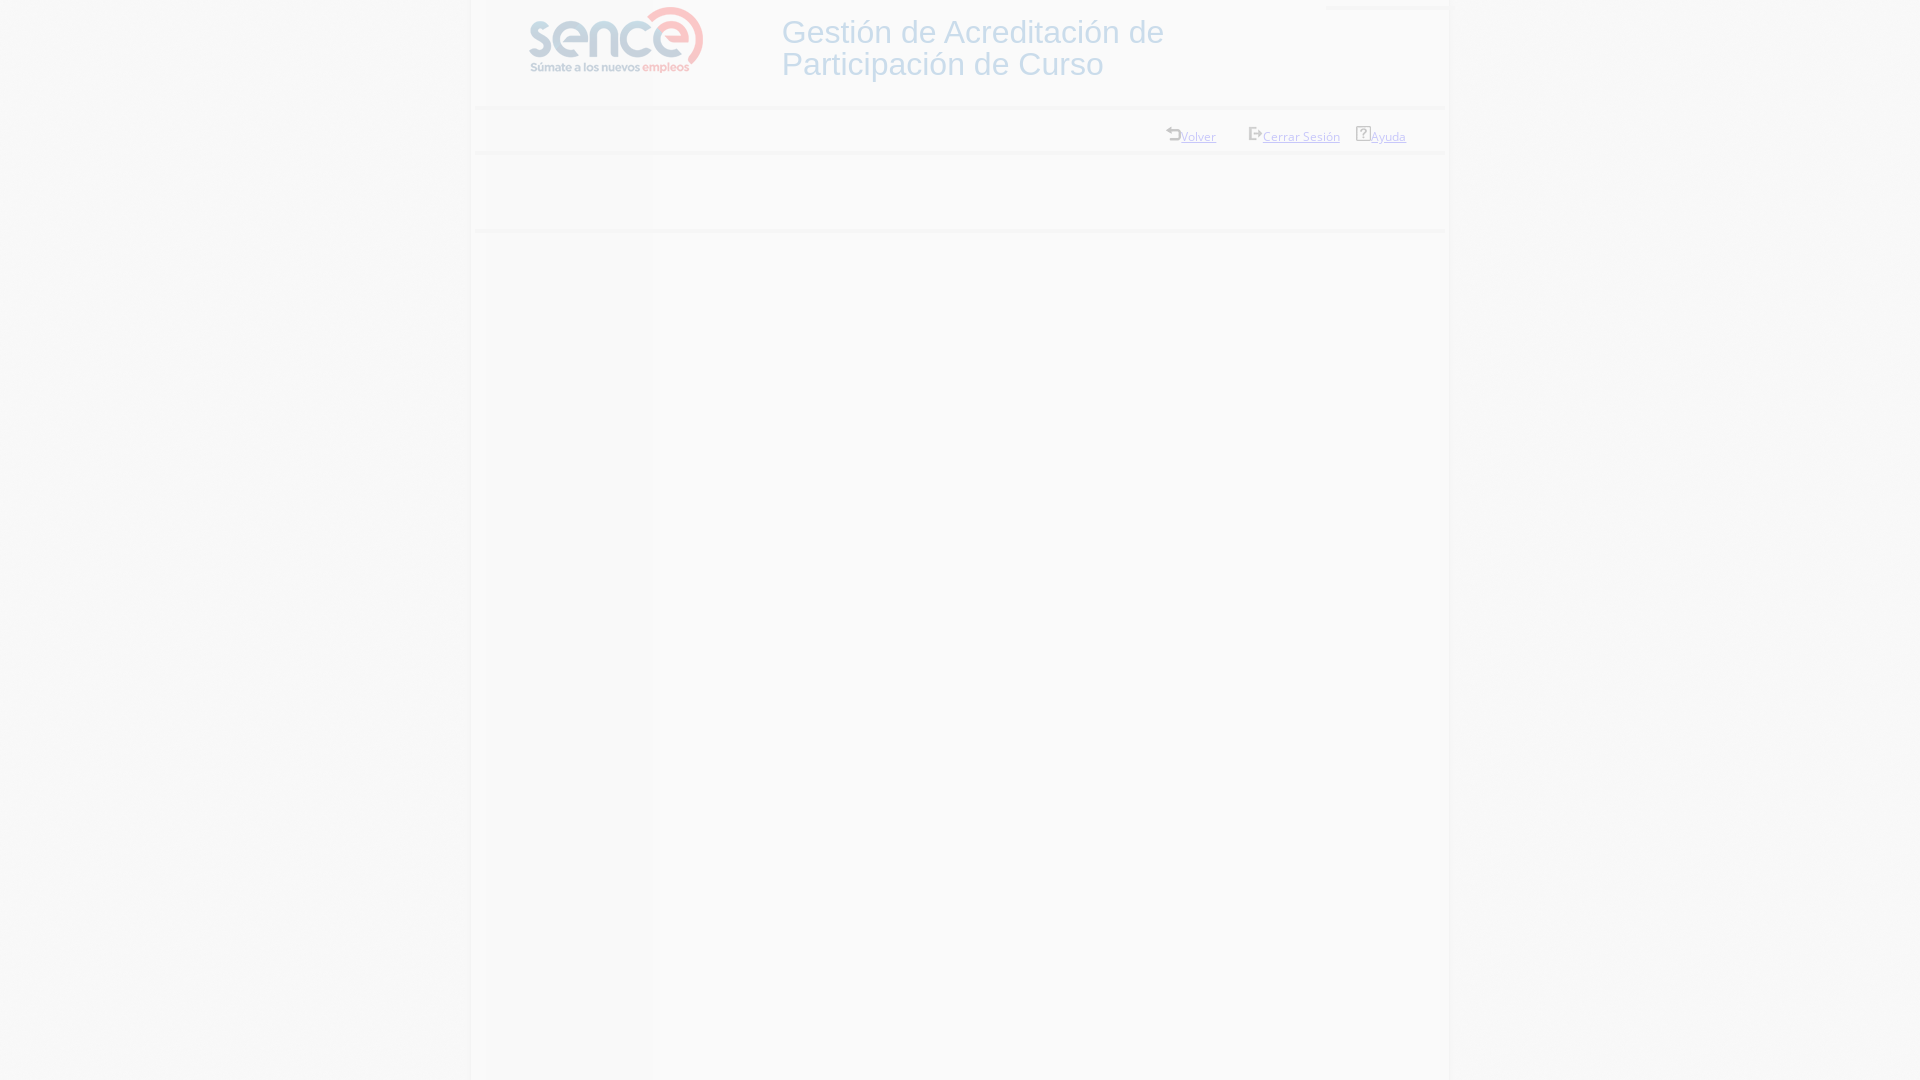 sence
Súmate a los nuevos empleos
Gestión de Acreditación de
Participación de Curso
Volver
Cerrar Sesión
Ayuda